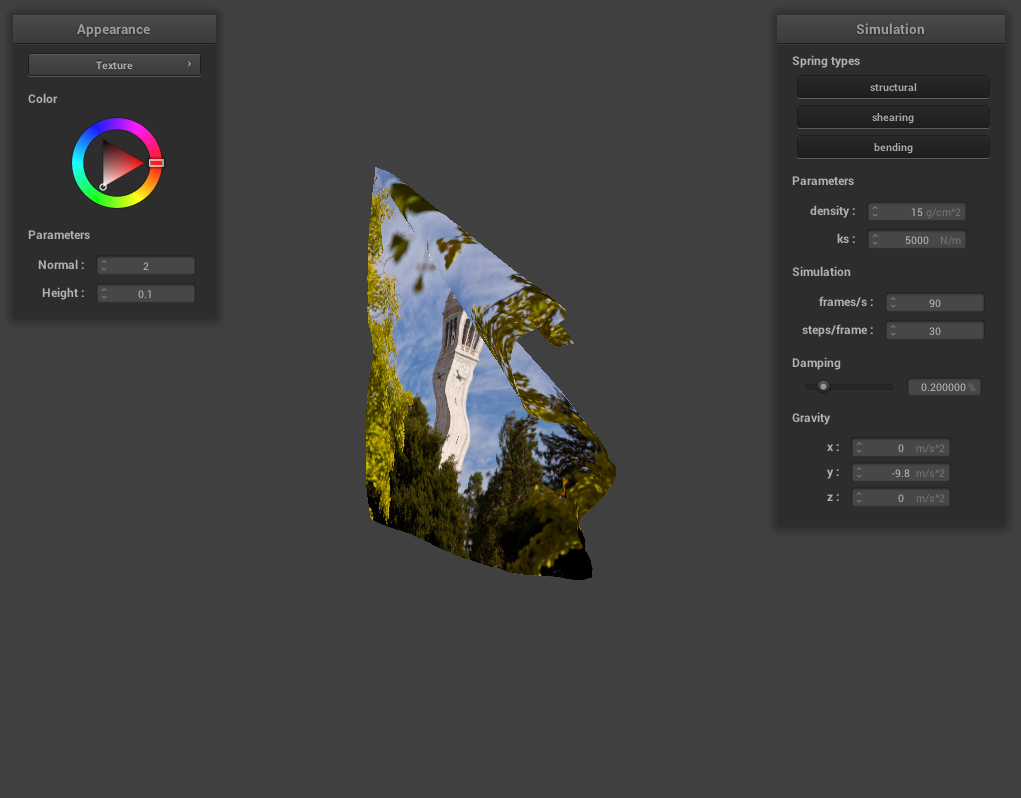 Appearance
Texture
Color
Parameters
Normal : 2
Height : 0.1
Simulation
Spring types
structural
shearing
bending
Parameters
density : 15 g/cm^2
ks : 5000 N/m
Simulation
frames/s : 90
steps/frame : 30
Damping
0.200000 %
Gravity
x : 0 m/s^2
y : -9.8 m/s^2
z : 0 m/s^2